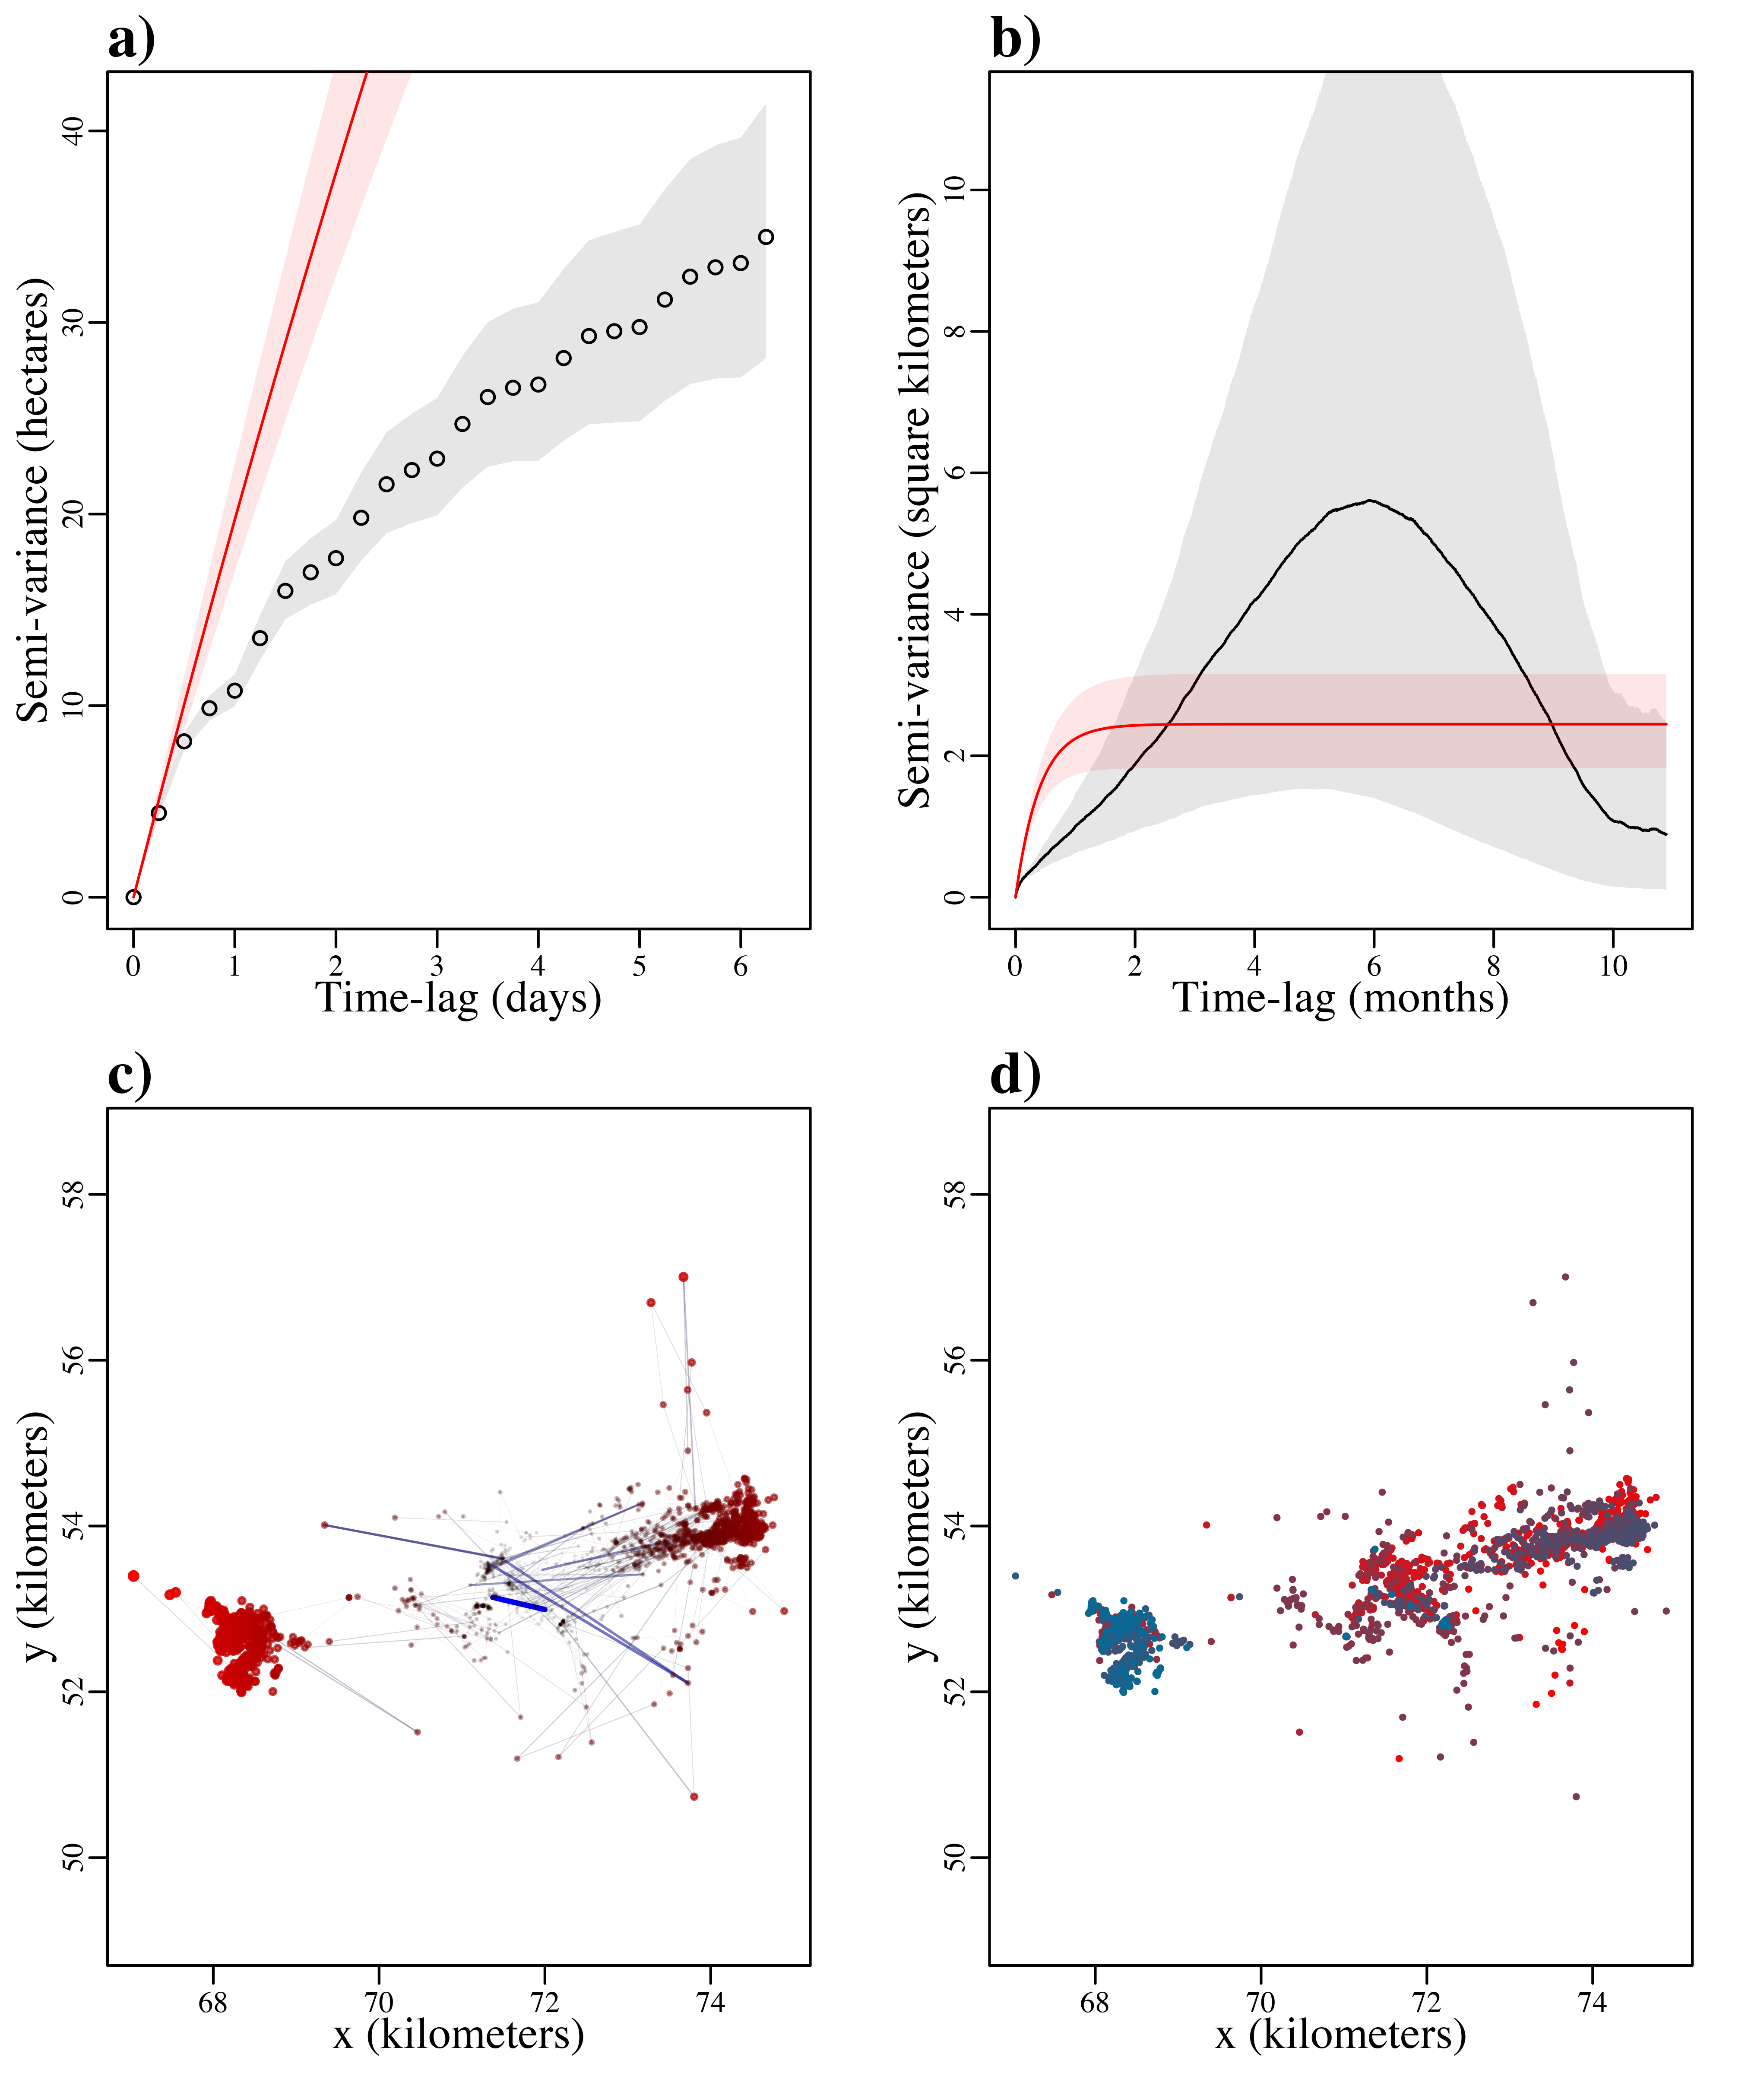 a)
Semi-variance (hectares)
0 10 20 30 40
0 1 2 3 4 5 6
Time-lag (days)
b)
Semi-variance (square kilometers)
0 2 4 6 8 10
0 2 4 6 8 10
Time-lag (months)
c)
y (kilometers)
50 52 54 56 58
68 70 72 74
x (kilometers)
d)
y (kilometers)
50 52 54 56 58
68 70 72 74
x (kilometers)